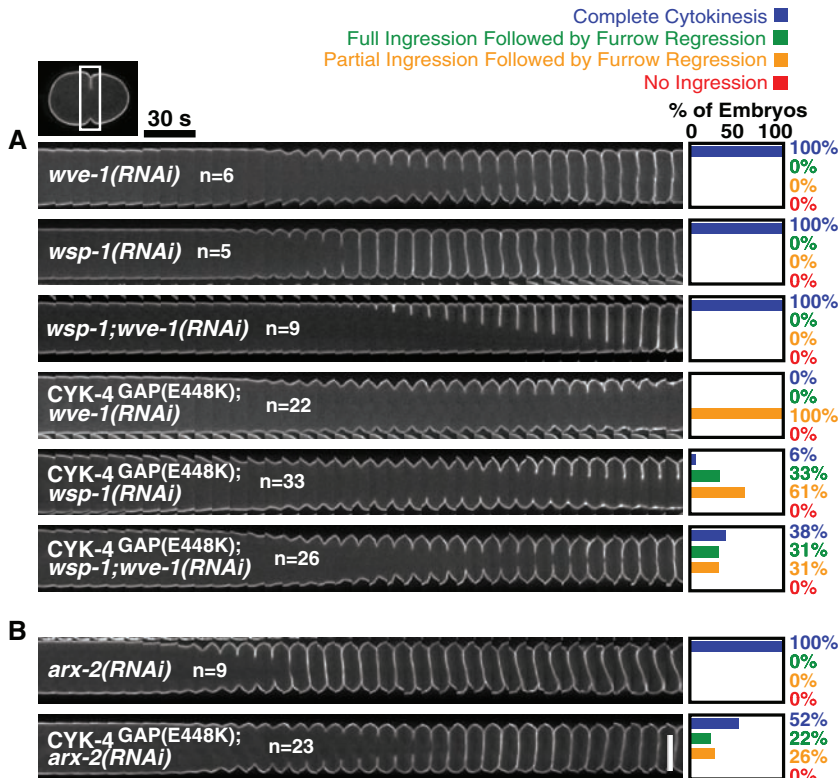 Complete Cytokinesis
Full Ingression Followed by Furrow Regression
Partial Ingression Followed by Furrow Regression
No Ingression
30 s
% of Embryos
0 50 100
A
wve-1(RNAi) n=6
100%
0%
0%
0%
wsp-1(RNAi) n=5
100%
0%
0%
0%
wsp-1;wve-1(RNAi) n=9
100%
0%
0%
0%
CYK-4 GAP(E448K);
wve-1(RNAi) n=22
0%
0%
100%
0%
CYK-4 GAP(E448K);
wsp-1(RNAi) n=33
6%
33%
61%
0%
CYK-4 GAP(E448K);
wsp-1;wve-1(RNAi) n=26
38%
31%
31%
0%
B
arx-2(RNAi) n=9
100%
0%
0%
0%
CYK-4 GAP(E448K);
arx-2(RNAi) n=23
52%
22%
26%
0%